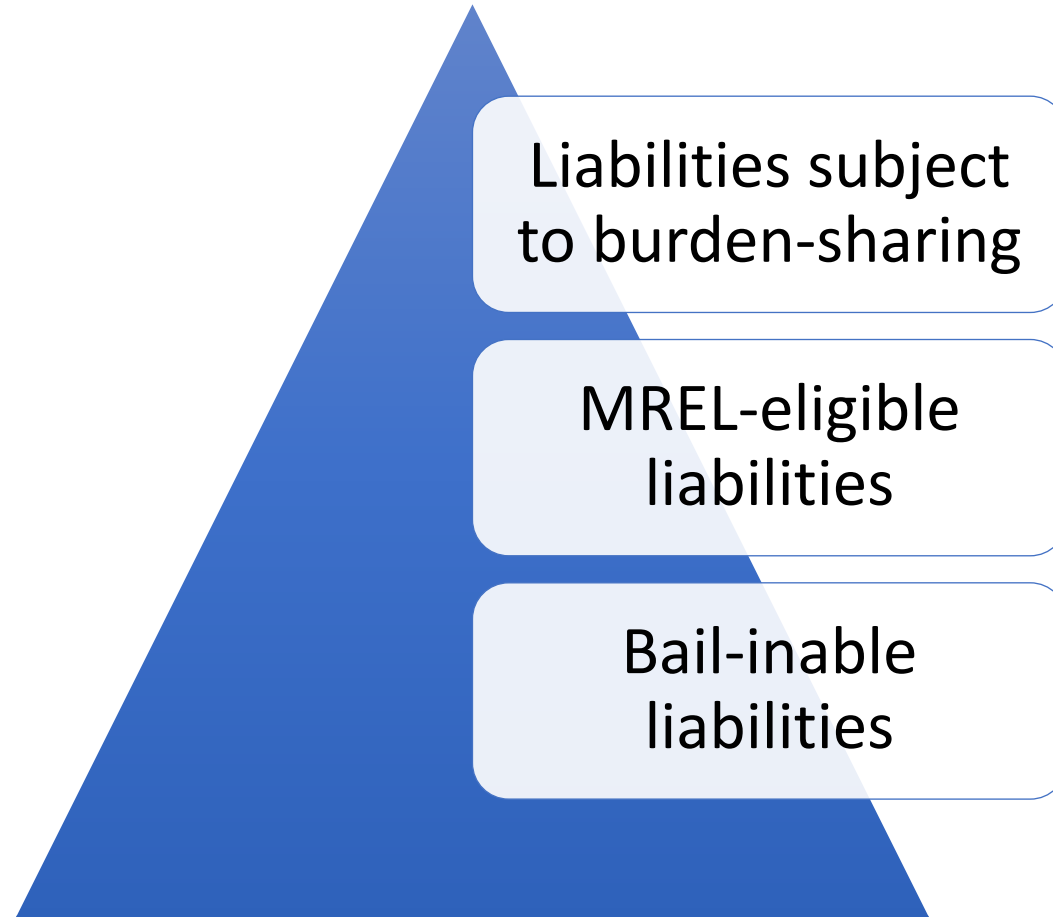 Liabilities subject
to burden-sharing
MREL-eligible
liabilities
Bail-inable
liabilities